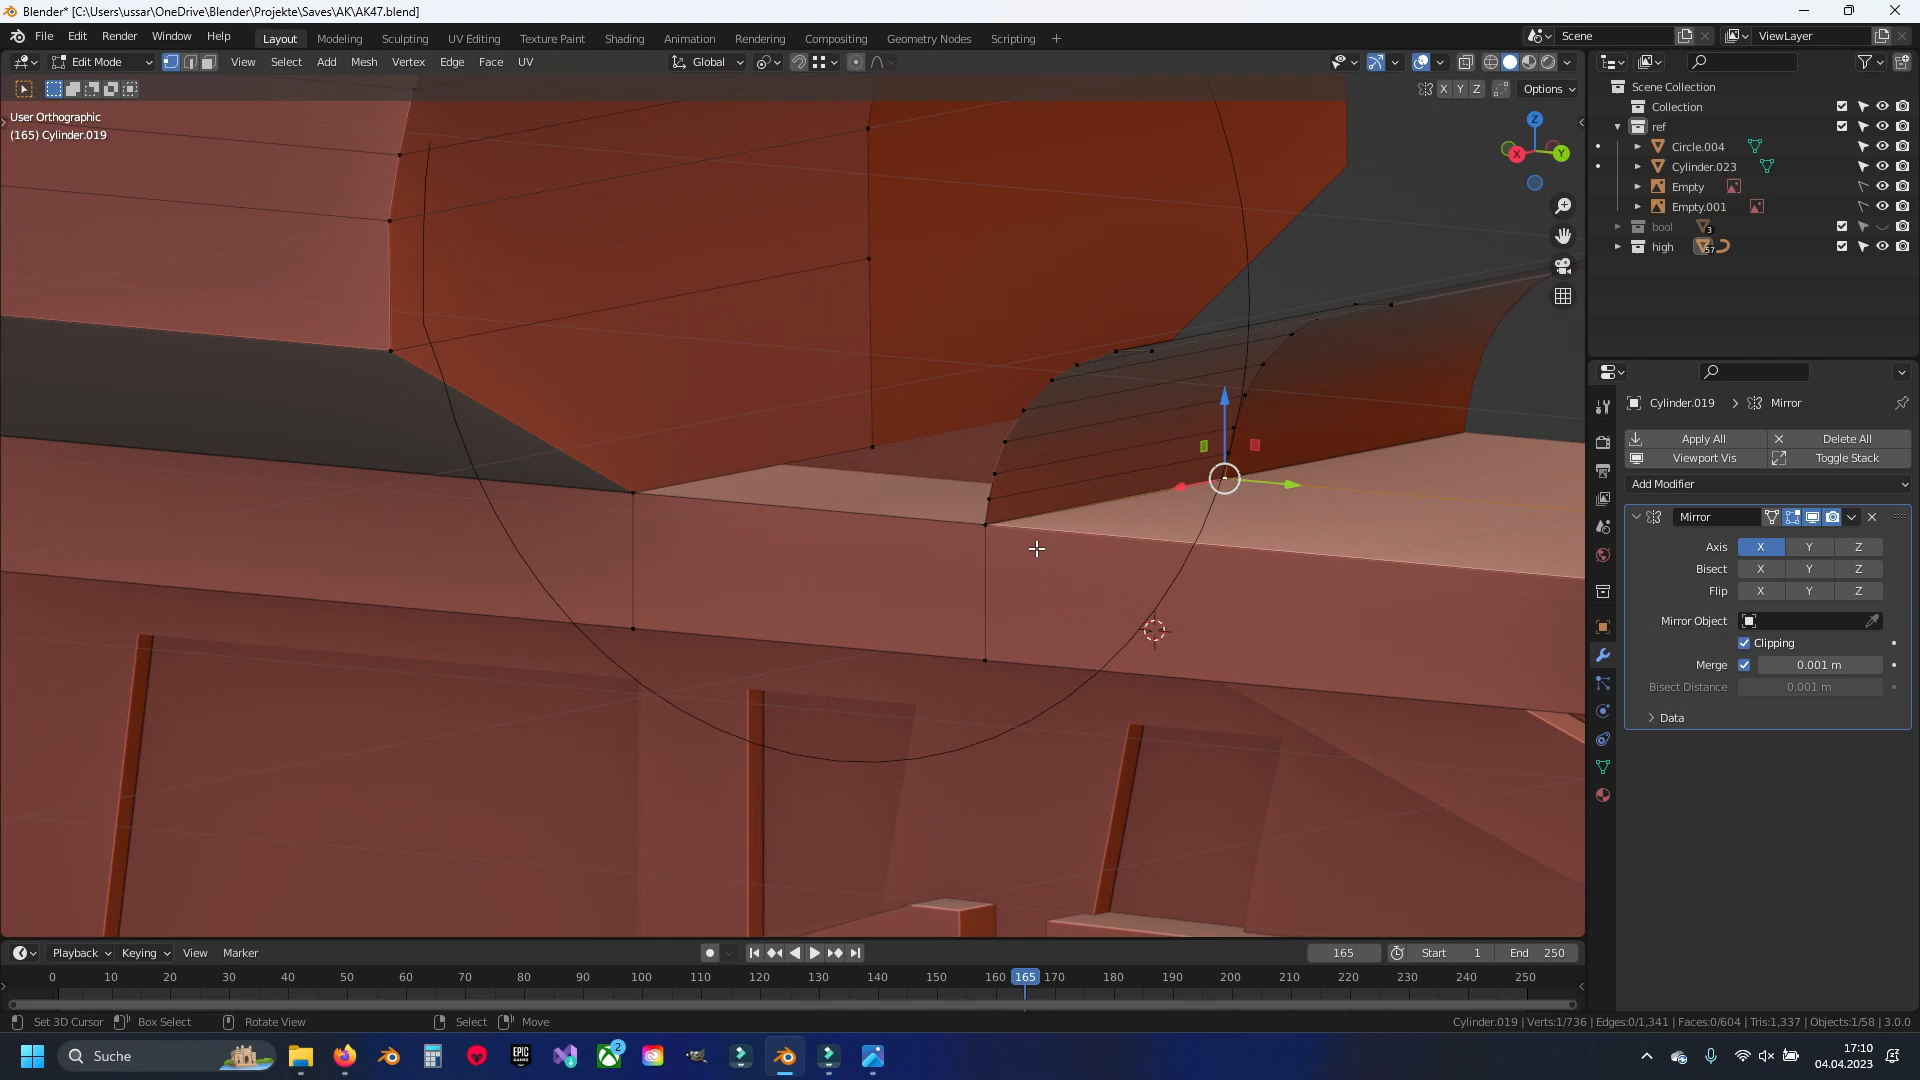 Blender* [C:\Users\ussar\OneDrive\Blender\Projekte\Saves\AK\AK47.blend]
File Edit Render Window Help Layout Modeling Sculpting UV Editing Texture Paint Shading Animation Rendering Compositing Geometry Nodes Scripting + Scene ViewLayer
Edit Mode View Select Add Mesh Vertex Edge Face UV Global
X Y Z Options
User Orthographic
(165) Cylinder.019
Z
X Y
Scene Collection
Collection
ref
Circle.004
Cylinder.023
Empty
Empty.001
bool 3
high 57
Cylinder.019 > Mirror
Apply All Delete All
Viewport Vis Toggle Stack
Add Modifier
Mirror
Axis X Y Z
Bisect X Y Z
Flip X Y Z
Mirror Object
Clipping
Merge 0.001 m
Bisect Distance 0.001 m
Data
Playback Keying View Marker 165 Start 1 End 250
0 10 20 30 40 50 60 70 80 90 100 110 120 130 140 150 160 165 170 180 190 200 210 220 230 240 250
Set 3D Cursor Box Select Rotate View Select Move Cylinder.019 | Verts:1/736 | Edges:0/1,341 | Faces:0/604 | Tris:1,337 | Objects:1/58 | 3.0.0
Suche EPIC GAMES 2 17:10
04.04.2023